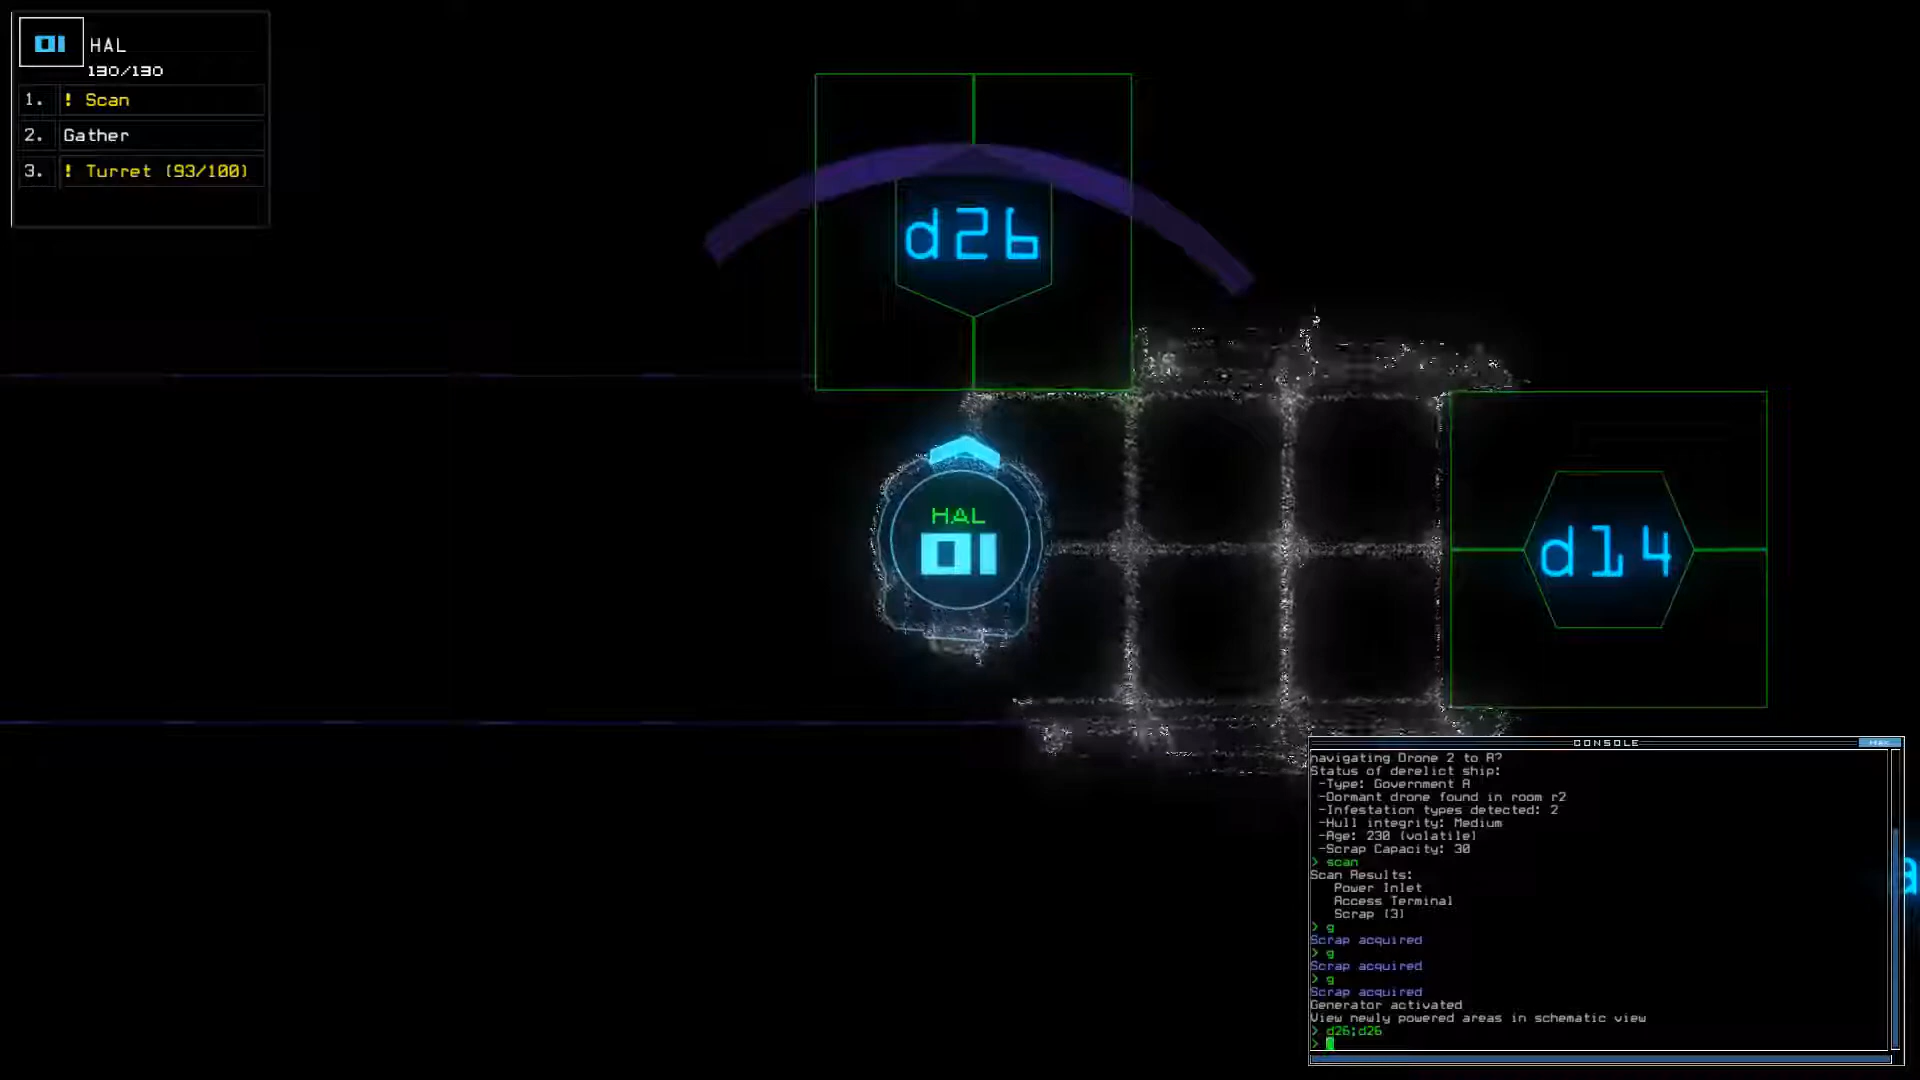 01 HAL
130/130
1. ! Scan
2. Gather
3. ! Turret (93/100)
d26
HAL
01
d14
CONSOLE
navigating Drone 2 to A?
Status of derelict ship:
-Type: Government A
-Dormant drone found in room r2
-Infestation types detected: 2
-Hull integrity: Medium
-Age: 230 (volatile)
-Scrap Capacity: 30
> scan
Scan Results:
Power Inlet
Access Terminal
Scrap (3)
> g
Scrap acquired
> g
Scrap acquired
> g
Scrap acquired
Generator activated
View newly powered areas in schematic view
> d26;d26
>